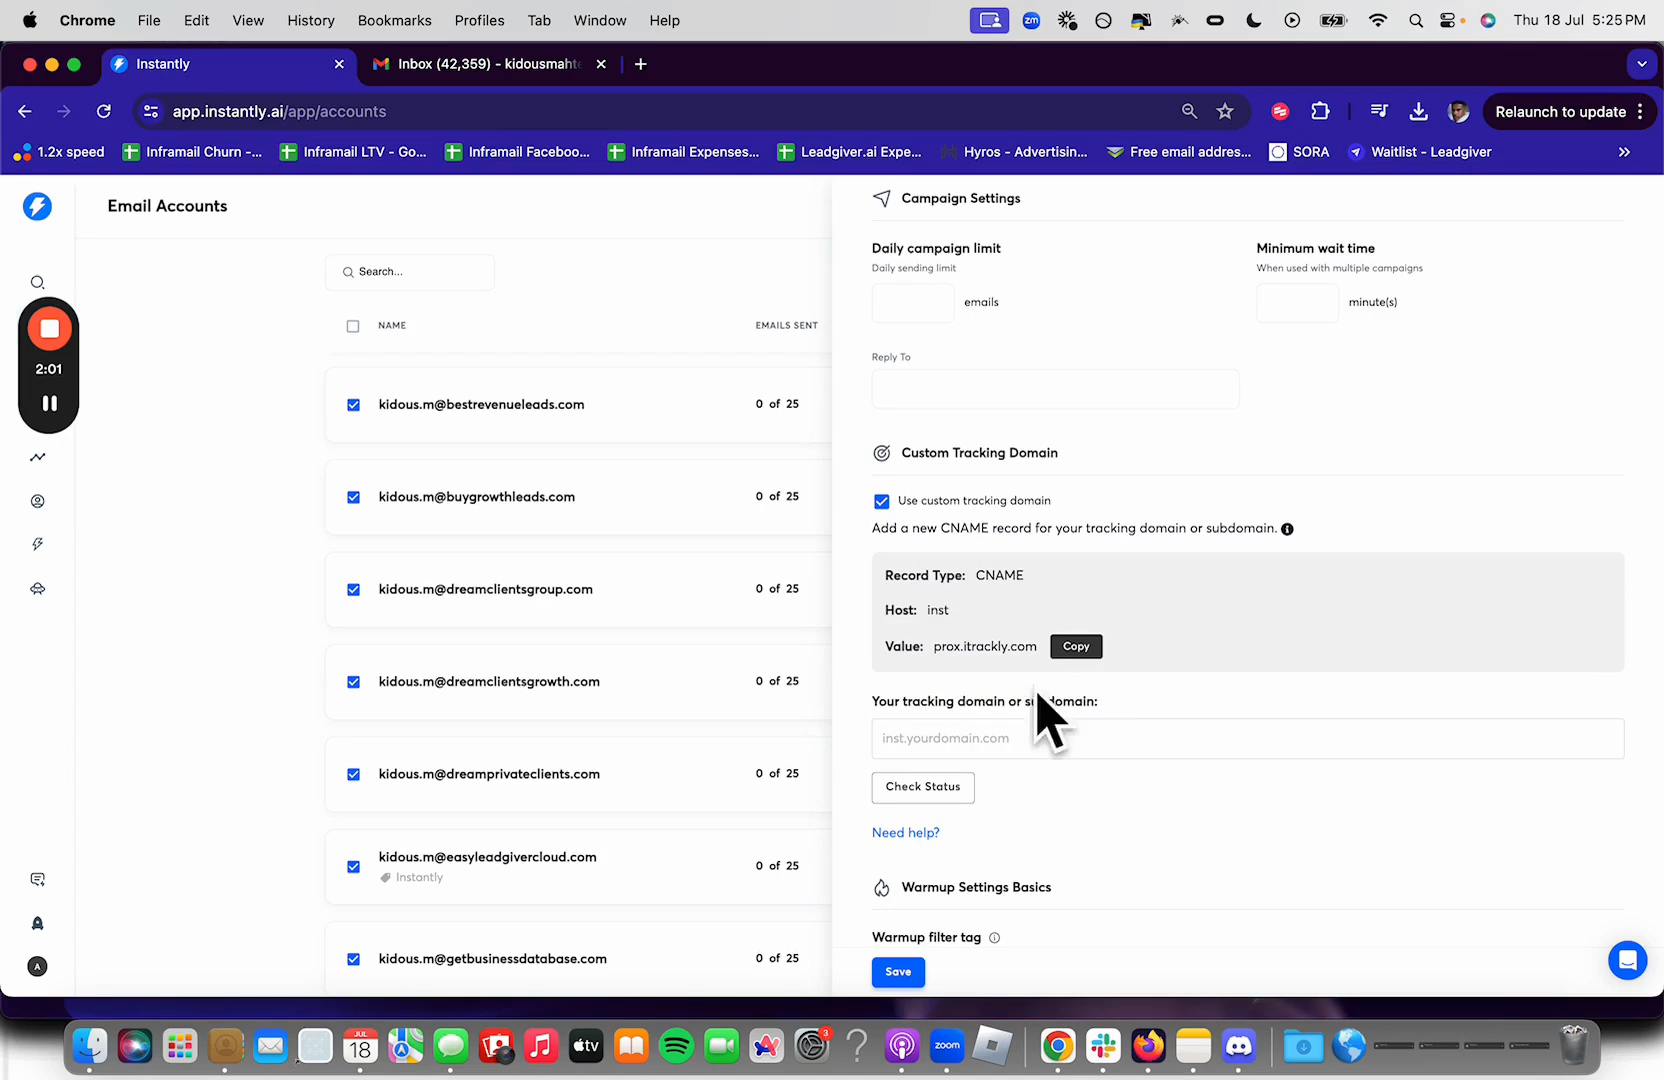 Chrome File Edit View History Bookmarks Profiles Tab Window Help zm Thu 18 Jul 5:25 PM
Instantly Inbox (42,359) - kidousmahte
app.instantly.ai/app/accounts Relaunch to update
1.2x speed Inframail Churn -... Inframail LTV - Go... Inframail Faceboo... Inframail Expenses... Leadgiver.ai Expe... Hyros - Advertisin... Free email addres... SORA Waitlist - Leadgiver »
Email Accounts
Search...
NAME EMAILS SENT
2:01
kidous.m@bestrevenueleads.com 0 of 25
kidous.m@buygrowthleads.com 0 of 25
kidous.m@dreamclientsgroup.com 0 of 25
kidous.m@dreamclientsgrowth.com 0 of 25
kidous.m@dreamprivateclients.com 0 of 25
kidous.m@easyleadgivercloud.com 0 of 25
Instantly
kidous.m@getbusinessdatabase.com 0 of 25
A
Campaign Settings
Daily campaign limit
Daily sending limit
emails
Minimum wait time
When used with multiple campaigns
minute(s)
Reply To
Custom Tracking Domain
Use custom tracking domain
Add a new CNAME record for your tracking domain or subdomain.
Record Type: CNAME
Host: inst
Value: prox.itrackly.com Copy
Your tracking domain or subdomain:
inst.yourdomain.com
Check Status
Need help?
Warmup Settings Basics
Warmup filter tag
Save
JUL
18
tv
3
zoom